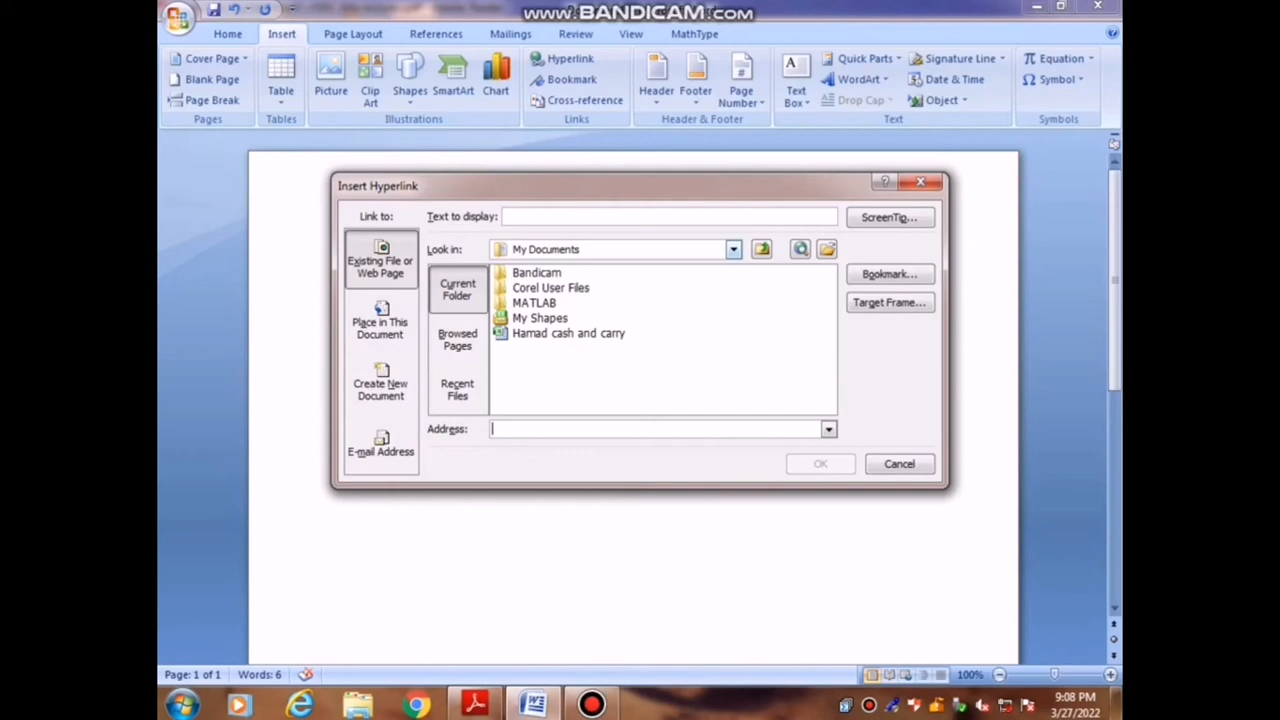 www.BANDICAM.com
Home Insert Page Layout References Mailings Review View MathType
Cover Page
Blank Page
Page Break
Pages
Table
Tables
Picture Clip Art Shapes SmartArt Chart
Illustrations
Hyperlink
Bookmark
Cross-reference
Links
Header Footer Page Number
Header & Footer
Text Box
Quick Parts
WordArt
Drop Cap
Signature Line
Date & Time
Object
Text
Equation
Symbol
Symbols
Insert Hyperlink
Link to:
Existing File or
Web Page
Place in This
Document
Create New
Document
E-mail Address
Text to display:
ScreenTip...
Look in: My Documents
Current
Folder
Browsed
Pages
Recent
Files
Bandicam
Corel User Files
MATLAB
My Shapes
Hamad cash and carry
Bookmark...
Target Frame...
Address:
OK Cancel
Page: 1 of 1 Words: 6 100%
9:08 PM
3/27/2022